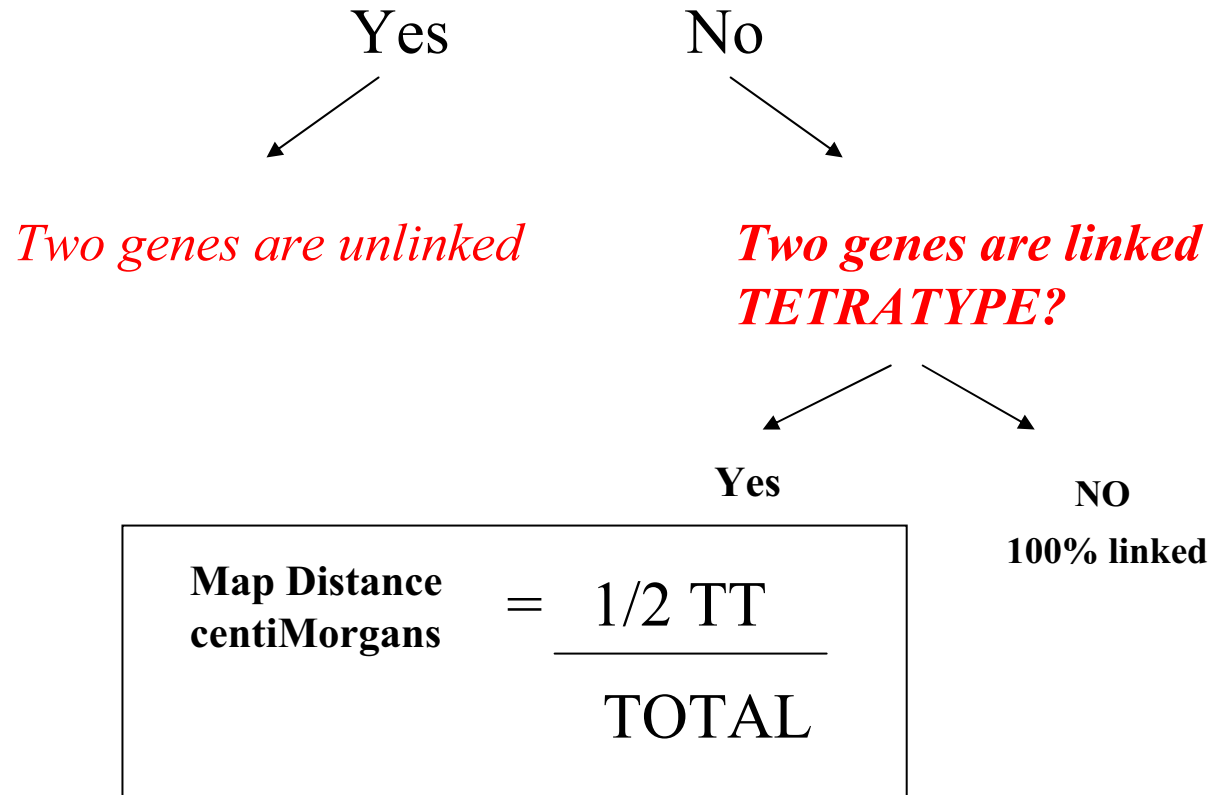 Yes No
Two genes are unlinked
Two genes are linked
TETRATYPE?
Yes
NO
100% linked
Map Distance
centiMorgans
= 1/2 TT
TOTAL